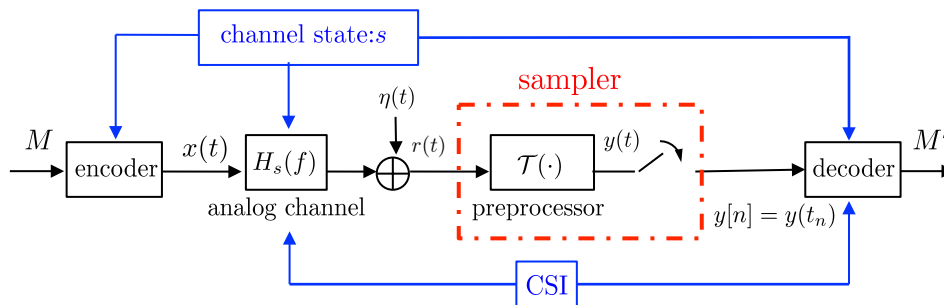 channel state:s
sampler
η(t)
M
x(t)
r(t)
y(t)
encoder
H_s(f)
𝒯(·)
decoder
analog channel
preprocessor
y[n] = y(t_n)
CSI